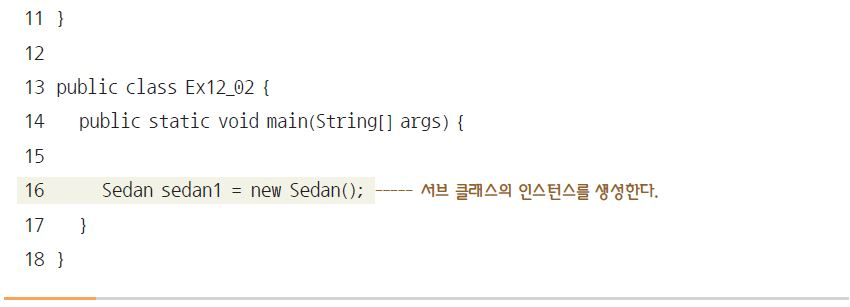 11 }
12
13 public class Ex12_02 {
14 public static void main(String[] args) {
15
16 Sedan sedan1 = new Sedan(); ----- 서브 클래스의 인스턴스를 생성한다.
17 }
18 }